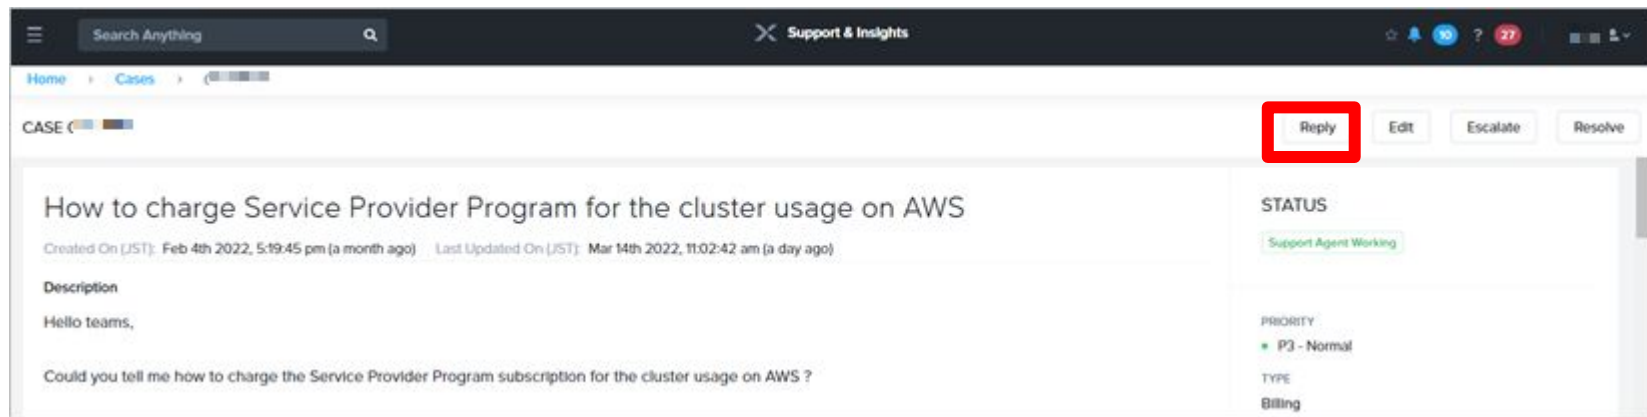 Search Anything
Support & Insights
10 ? 27
Home › Cases ›
CASE
Reply Edit Escalate Resolve
How to charge Service Provider Program for the cluster usage on AWS
Created On (JST): Feb 4th 2022, 5:19:45 pm (a month ago) Last Updated On (JST): Mar 14th 2022, 11:02:42 am (a day ago)
Description
Hello teams,
Could you tell me how to charge the Service Provider Program subscription for the cluster usage on AWS ?
STATUS
Support Agent Working
PRIORITY
P3 - Normal
TYPE
Billing